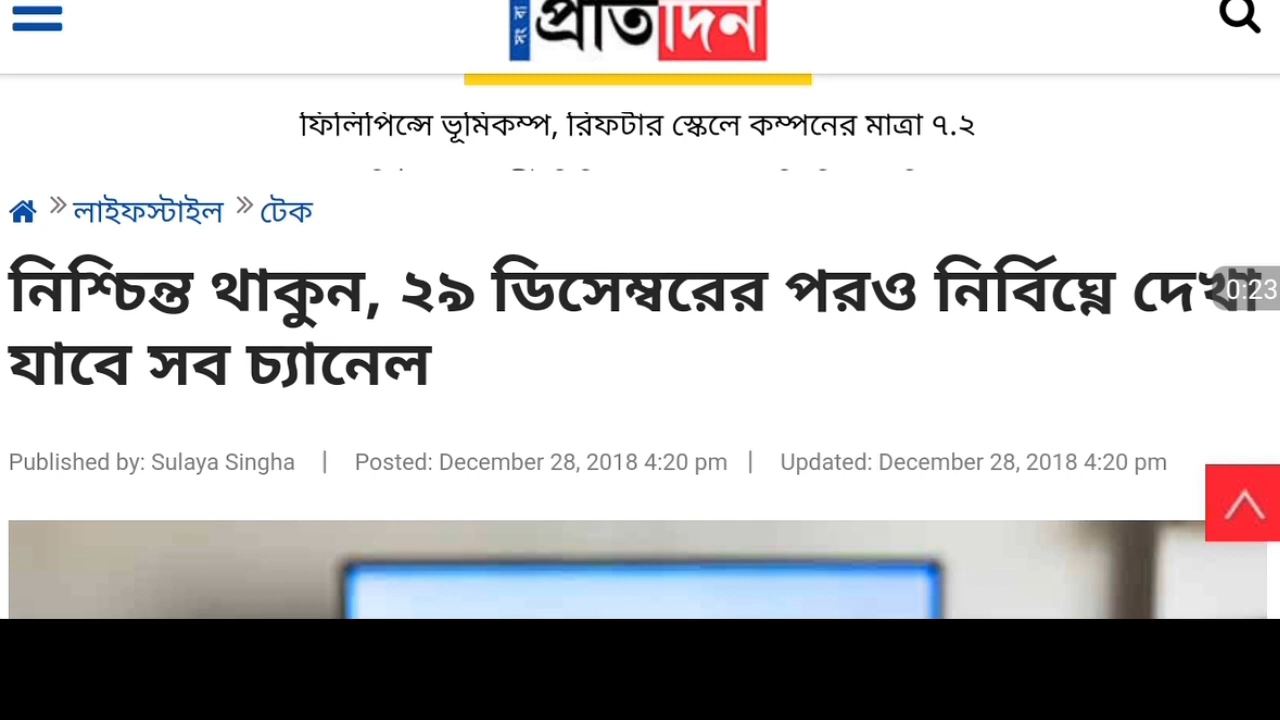 সংবাদ প্রতিদিন
ফিলিপিন্সে ভূমিকম্প, রিখটার স্কেলে কম্পনের মাত্রা ৭.২
লাইফস্টাইল » টেক
নিশ্চিন্ত থাকুন, ২৯ ডিসেম্বরের পরও নির্বিঘ্নে দেখা
যাবে সব চ্যানেল
0:23
Published by: Sulaya Singha | Posted: December 28, 2018 4:20 pm | Updated: December 28, 2018 4:20 pm